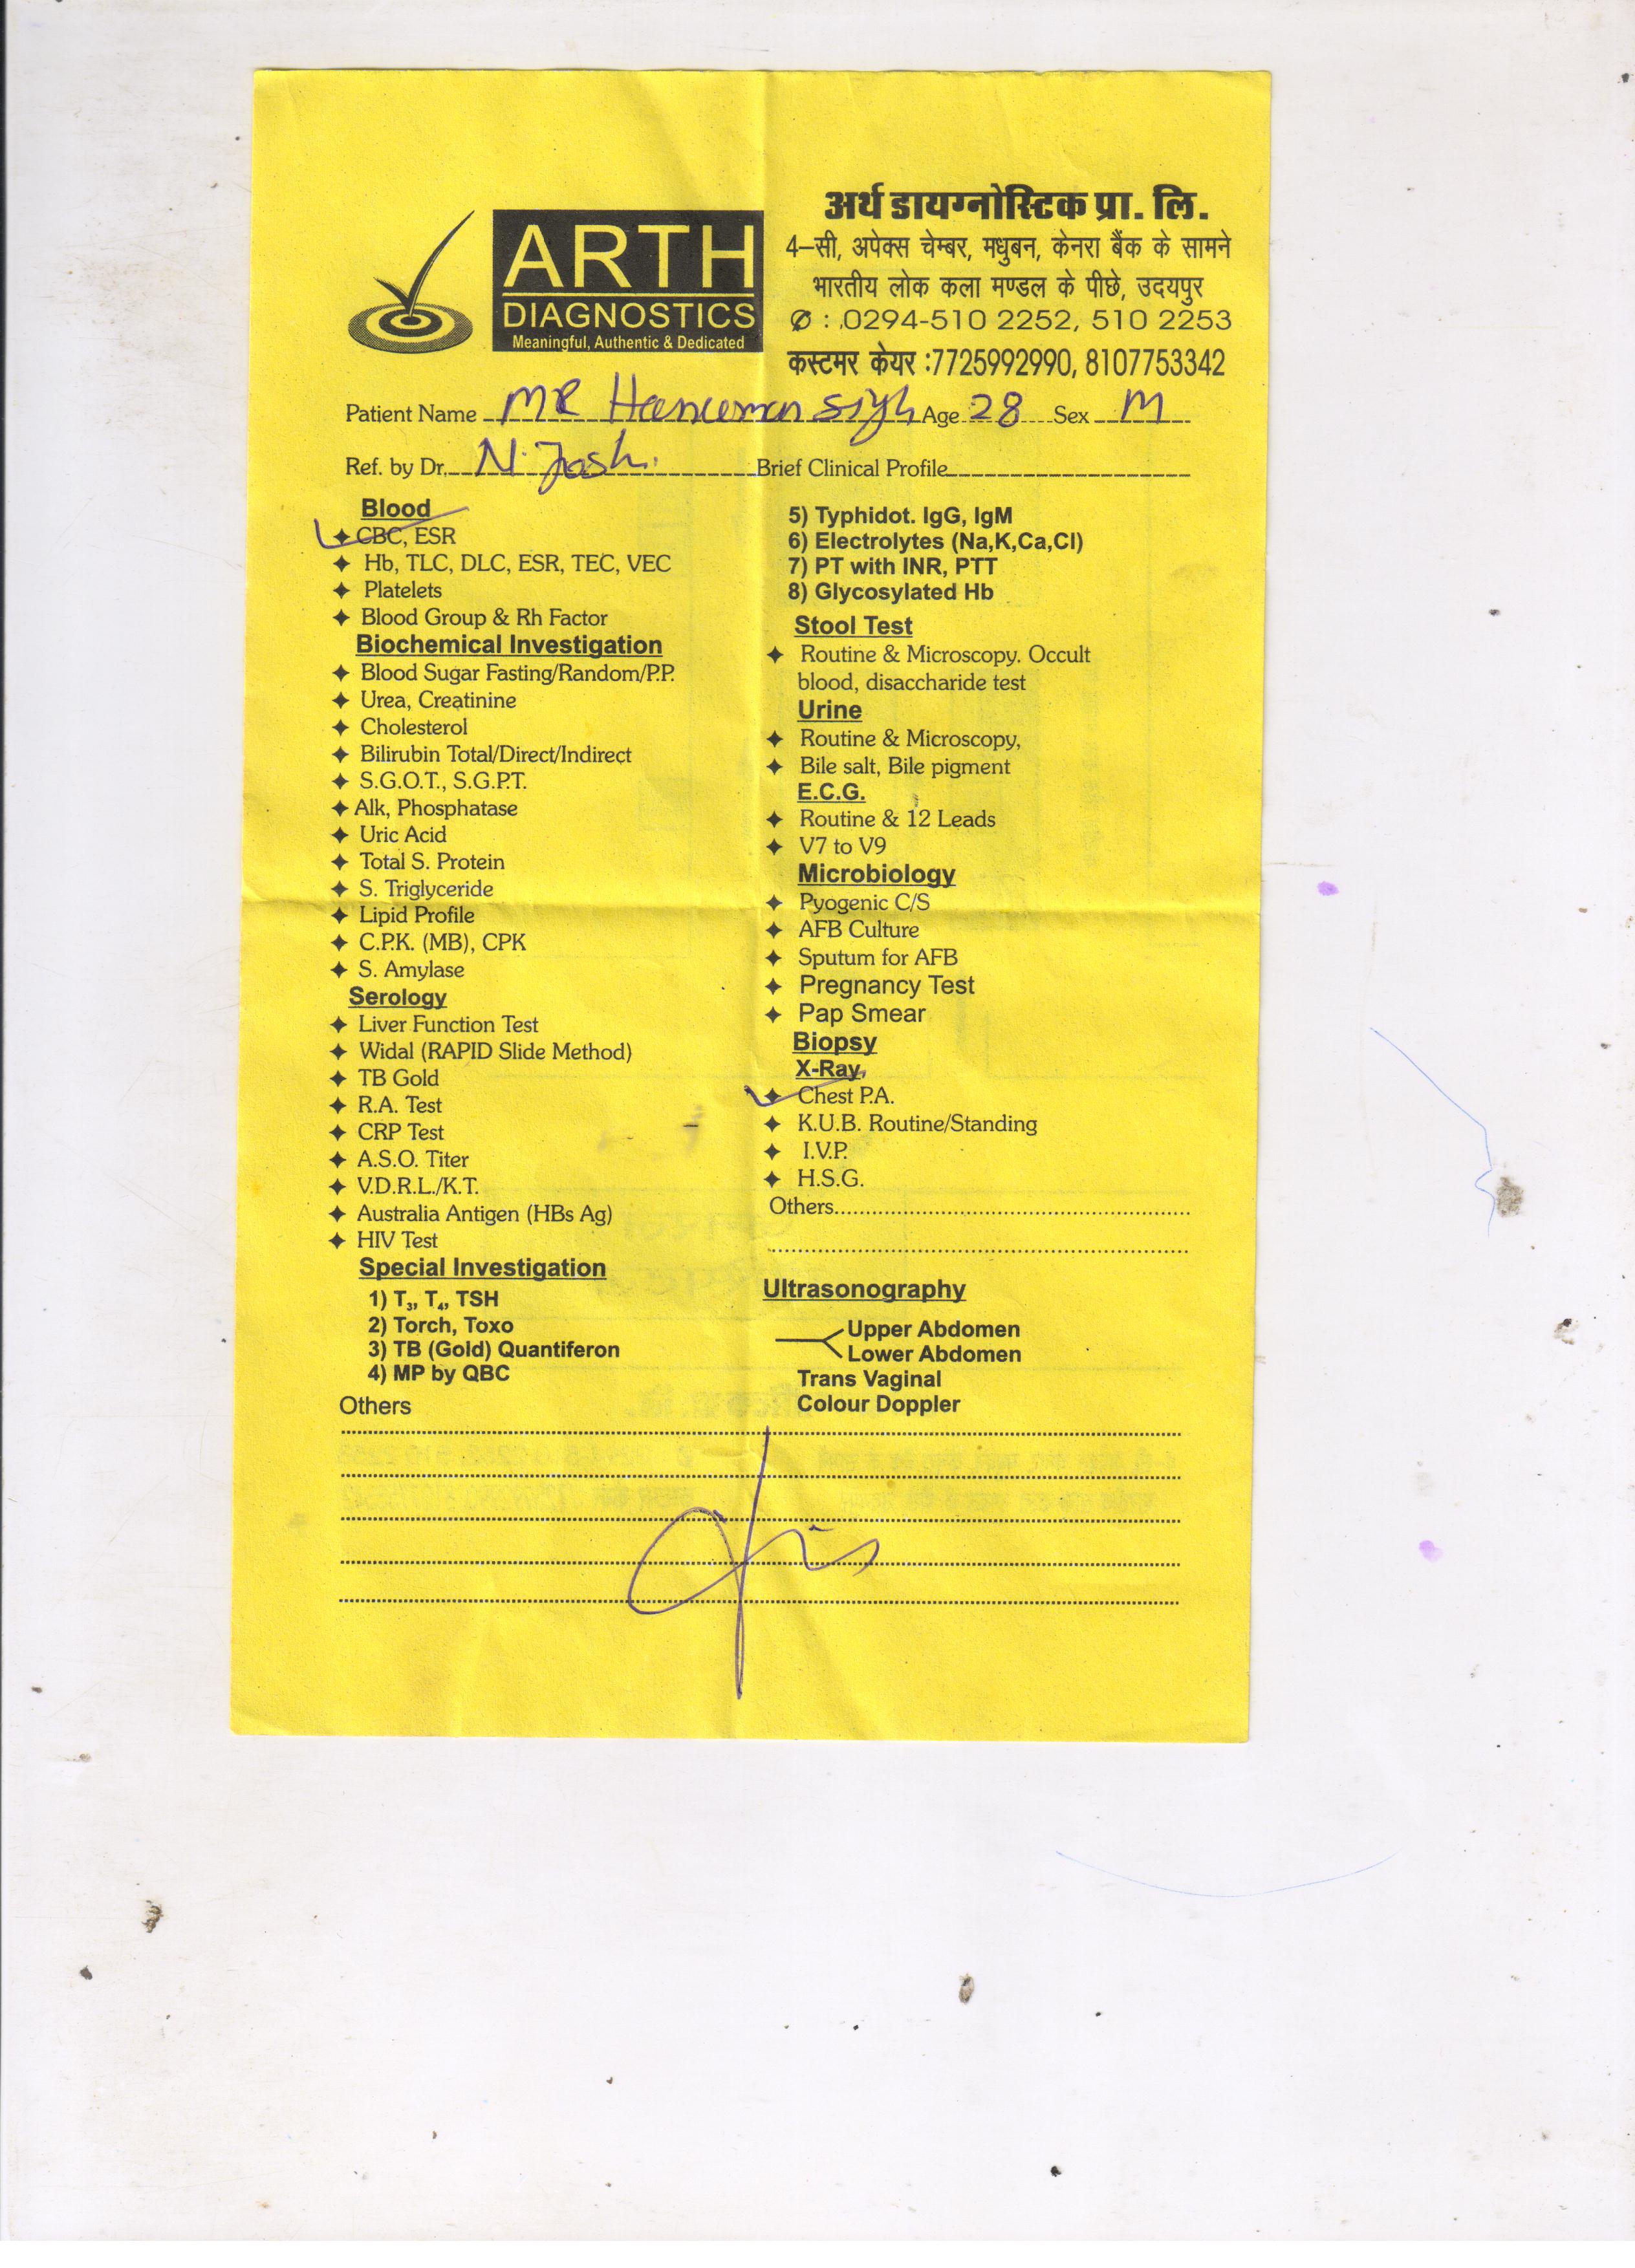 ARTH
DIAGNOSTICS
Meaningful, Authentic & Dedicated
अर्थ डायग्नोस्टिक प्रा. लि.
4–सी, अपेक्स चेम्बर, मधुबन, केनरा बैंक के सामने
भारतीय लोक कला मण्डल के पीछे, उदयपुर
✆ : 0294-510 2252, 510 2253
कस्टमर केयर :7725992990, 8107753342
Patient Name MR Hanuman Age 28 Sex M
Ref. by Dr. N. Brief Clinical Profile
Blood
CBC, ESR
Hb, TLC, DLC, ESR, TEC, VEC
Platelets
Blood Group & Rh Factor
Biochemical Investigation
Blood Sugar Fasting/Random/P.P.
Urea, Creatinine
Cholesterol
Bilirubin Total/Direct/Indirect
S.G.O.T., S.G.P.T.
Alk, Phosphatase
Uric Acid
Total S. Protein
S. Triglyceride
Lipid Profile
C.P.K. (MB), CPK
S. Amylase
Serology
Liver Function Test
Widal (RAPID Slide Method)
TB Gold
R.A. Test
CRP Test
A.S.O. Titer
V.D.R.L./K.T.
Australia Antigen (HBs Ag)
HIV Test
Special Investigation
1) T₃, T₄, TSH
2) Torch, Toxo
3) TB (Gold) Quantiferon
4) MP by QBC
Others
5) Typhidot. IgG, IgM
6) Electrolytes (Na,K,Ca,Cl)
7) PT with INR, PTT
8) Glycosylated Hb
Stool Test
Routine & Microscopy. Occult
blood, disaccharide test
Urine
Routine & Microscopy,
Bile salt, Bile pigment
E.C.G.
Routine & 12 Leads
V7 to V9
Microbiology
Pyogenic C/S
AFB Culture
Sputum for AFB
Pregnancy Test
Pap Smear
Biopsy
X-Ray
Chest P.A.
K.U.B. Routine/Standing
I.V.P.
H.S.G.
Others
Ultrasonography
Upper Abdomen
Lower Abdomen
Trans Vaginal
Colour Doppler